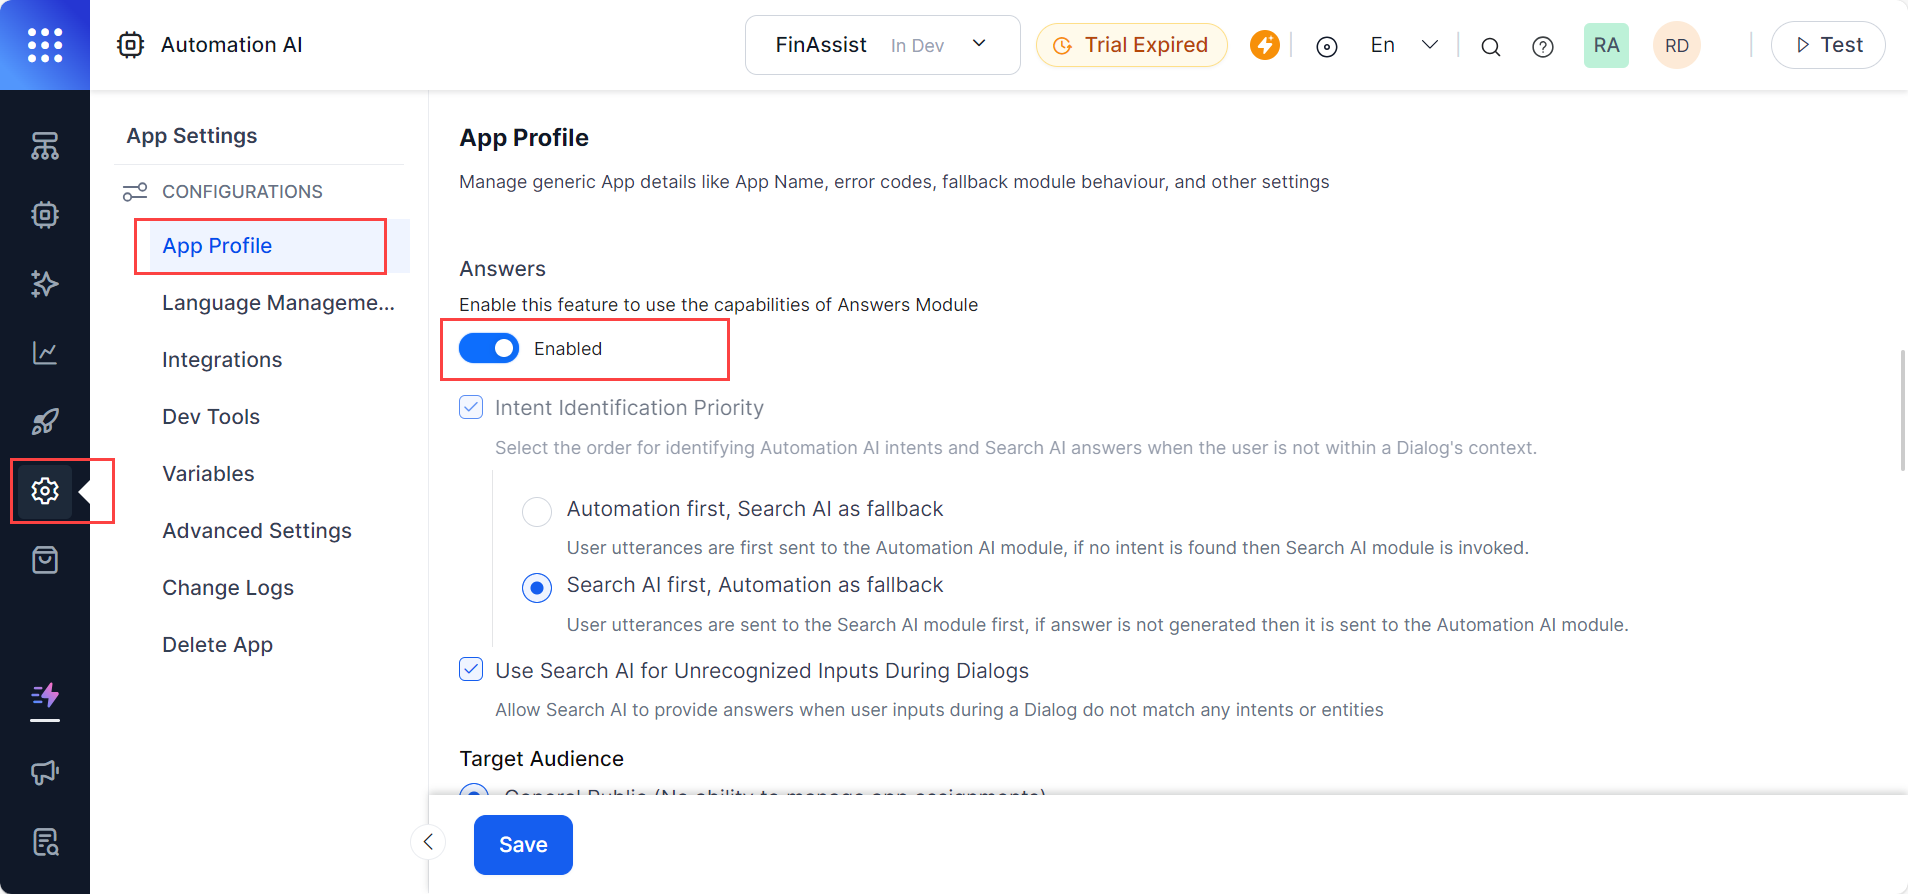 Automation AI
FinAssist In Dev
Trial Expired
En
RA
RD
Test
App Settings
CONFIGURATIONS
App Profile
Language Manageme...
Integrations
Dev Tools
Variables
Advanced Settings
Change Logs
Delete App
App Profile
Manage generic App details like App Name, error codes, fallback module behaviour, and other settings
Answers
Enable this feature to use the capabilities of Answers Module
Enabled
Intent Identification Priority
Select the order for identifying Automation AI intents and Search AI answers when the user is not within a Dialog's context.
Automation first, Search AI as fallback
User utterances are first sent to the Automation AI module, if no intent is found then Search AI module is invoked.
Search AI first, Automation as fallback
User utterances are sent to the Search AI module first, if answer is not generated then it is sent to the Automation AI module.
Use Search AI for Unrecognized Inputs During Dialogs
Allow Search AI to provide answers when user inputs during a Dialog do not match any intents or entities
Target Audience
General Public (No ability to manage app assignments)
Save